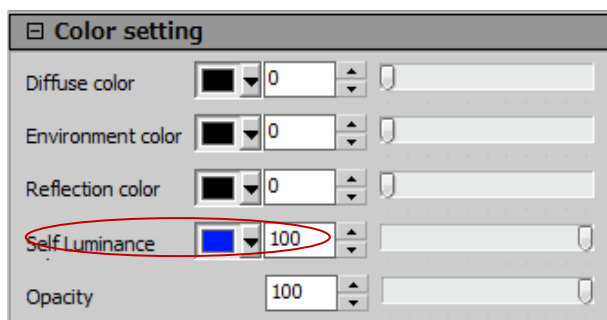 Color setting
Diffuse color 0
Environment color 0
Reflection color 0
Self Luminance 100
Opacity 100